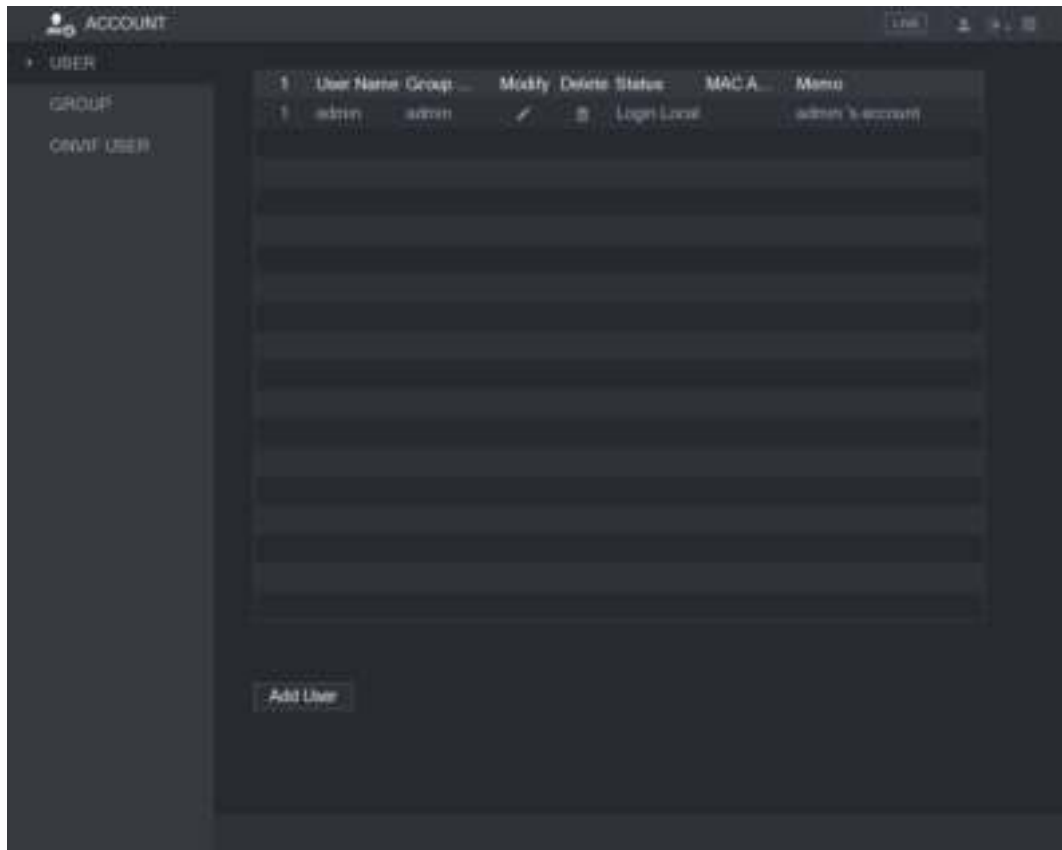 ACCOUNT LIVE
USER
GROUP
ONVIF USER
1 User Name Group ... Modify Delete Status MAC A... Memo
1 admin admin Login Local admin 's account
Add User